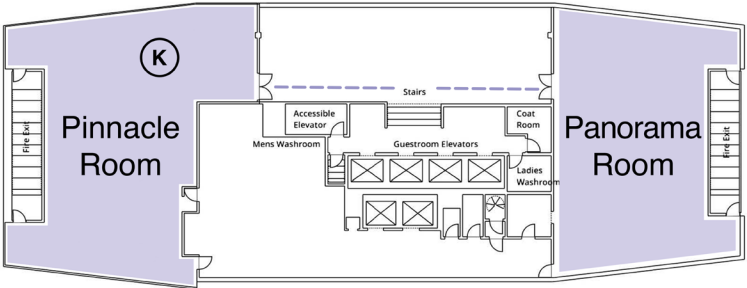 K
Pinnacle
Room
Fire Exit
Stairs
Accessible
Elevator
Mens Washroom
Guestroom Elevators
Coat
Room
Ladies
Washroom
Panorama
Room
Fire Exit